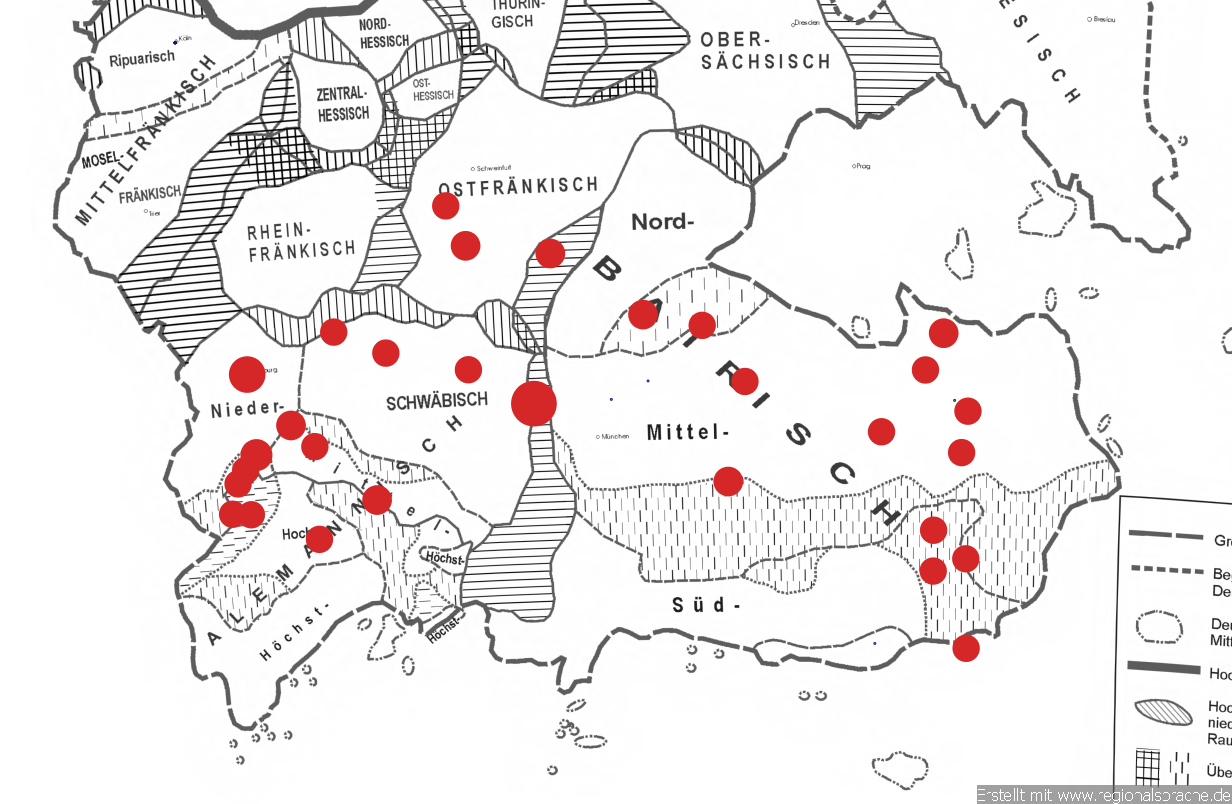 THÜRIN-
GISCH
NORD-
HESSISCH
Köln
Ripuarisch
Dresden
OBER-
SÄCHSISCH
Breslau
ESISCH
ZENTRAL-
HESSISCH
OST-
HESSISCH
MOSEL-
FRÄNKISCH
MITTELFRÄNKISCH
Trier
Schweinfurt
OSTFRÄNKISCH
Prag
RHEIN-
FRÄNKISCH
Nord-
BAIRISCH
burg
Nieder-
SCHWÄBISCH
München
Mittel-
ALEMANNISCH
Mittel-
Hoch
Höchst-
Höchst-
Höchst-
Süd-
Gr
Be
De
Der
Mitt
Hoc
Hoc
nied
Rau
Übe
Erstellt mit www.regionalsprache.de